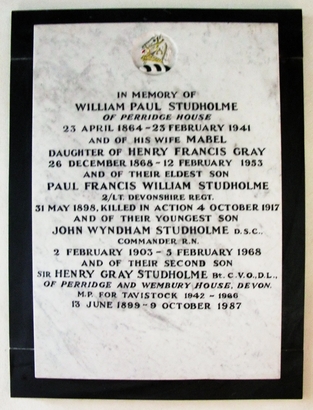 IN MEMORY OF
WILLIAM PAUL STUDHOLME
OF PERRIDGE HOUSE
23 APRIL 1864-23 FEBRUARY 1941
AND OF HIS WIFE MABEL
DAUGHTER OF HENRY FRANCIS GRAY
26 DECEMBER 1868-12 FEBRUARY 1953
AND OF THEIR ELDEST SON
PAUL FRANCIS WILLIAM STUDHOLME
2/LT. DEVONSHIRE REGT.
31 MAY 1898, KILLED IN ACTION 4 OCTOBER 1917
AND OF THEIR YOUNGEST SON
JOHN WYNDHAM STUDHOLME D.S.C.,
COMMANDER R.N.
2 FEBRUARY 1903 - 5 FEBRUARY 1968
AND OF THEIR SECOND SON
SIR HENRY GRAY STUDHOLME Bt. C.V.O., D.L.,
OF PERRIDGE AND WEMBURY HOUSE, DEVON.
M.P. FOR TAVISTOCK 1942 - 1966
13 JUNE 1899 - 9 OCTOBER 1987